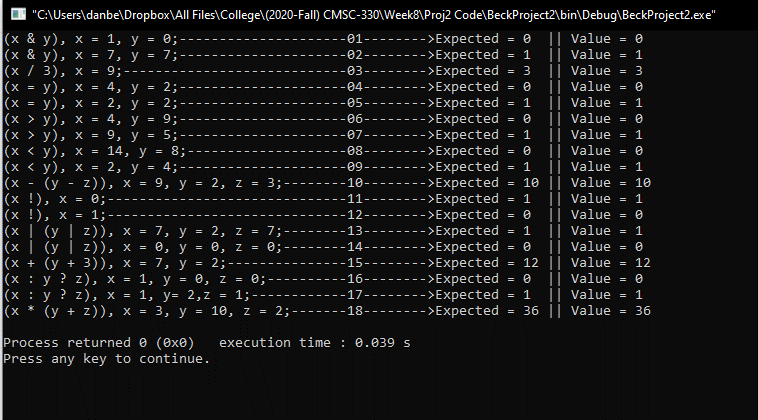 "C:\Users\danbe\Dropbox\All Files\College\(2020-Fall) CMSC-330\Week8\Proj2 Code\BeckProject2\bin\Debug\BeckProject2.exe"
(x & y), x = 1, y = 0;---------------------01-------->Expected = 0  || Value = 0
(x & y), x = 7, y = 7;---------------------02-------->Expected = 1  || Value = 1
(x / 3), x = 9;----------------------------03-------->Expected = 3  || Value = 3
(x = y), x = 4, y = 2;---------------------04-------->Expected = 0  || Value = 0
(x = y), x = 2, y = 2;---------------------05-------->Expected = 1  || Value = 1
(x > y), x = 4, y = 9;---------------------06-------->Expected = 0  || Value = 0
(x > y), x = 9, y = 5;---------------------07-------->Expected = 1  || Value = 1
(x < y), x = 14, y = 8;--------------------08-------->Expected = 0  || Value = 0
(x < y), x = 2, y = 4;---------------------09-------->Expected = 1  || Value = 1
(x - (y - z)), x = 9, y = 2, z = 3;--------10-------->Expected = 10 || Value = 10
(x !), x = 0;------------------------------11-------->Expected = 1  || Value = 1
(x !), x = 1;------------------------------12-------->Expected = 0  || Value = 0
(x | (y | z)), x = 7, y = 2, z = 7;--------13-------->Expected = 1  || Value = 1
(x | (y | z)), x = 0, y = 0, z = 0;--------14-------->Expected = 0  || Value = 0
(x + (y + 3)), x = 7, y = 2;---------------15-------->Expected = 12 || Value = 12
(x : y ? z), x = 1, y = 0, z = 0;----------16-------->Expected = 0  || Value = 0
(x : y ? z), x = 1, y= 2,z = 1;------------17-------->Expected = 1  || Value = 1
(x * (y + z)), x = 3, y = 10, z = 2;-------18-------->Expected = 36 || Value = 36
Process returned 0 (0x0)   execution time : 0.039 s
Press any key to continue.